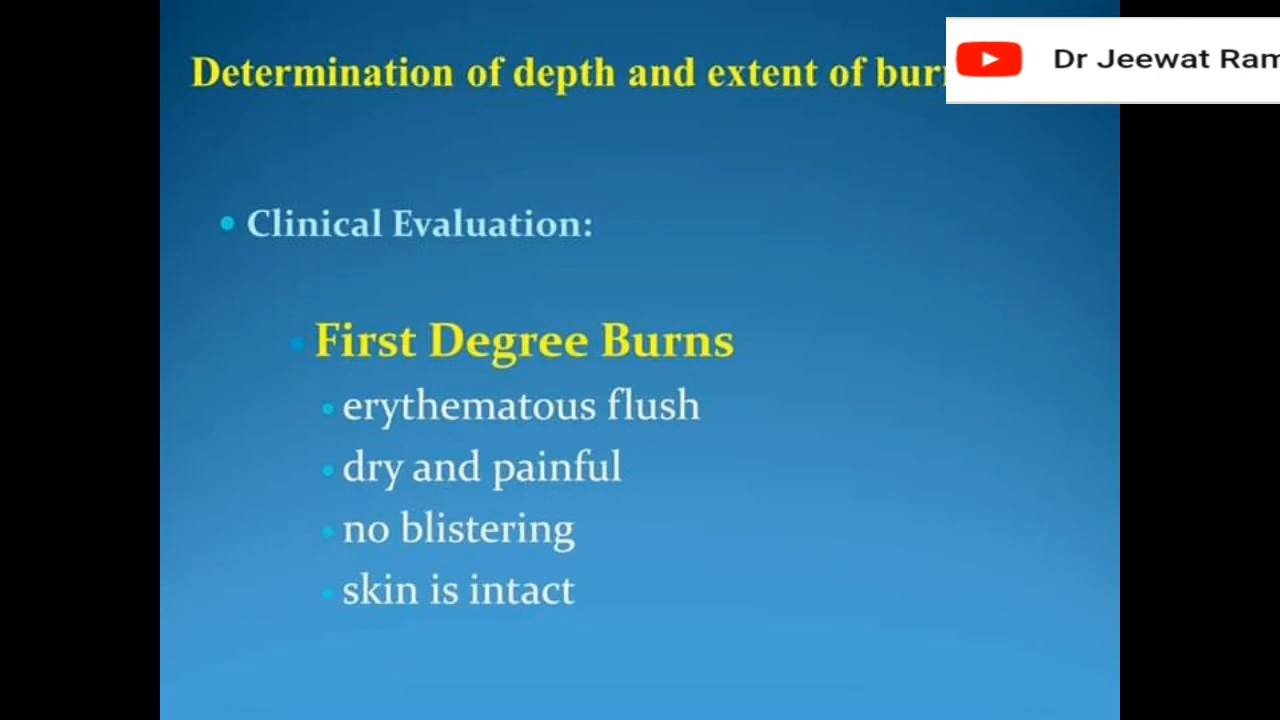 Determination of depth and extent of
Dr Jeewat Ram
Clinical Evaluation:
First Degree Burns
erythematous flush
dry and painful
no blistering
skin is intact